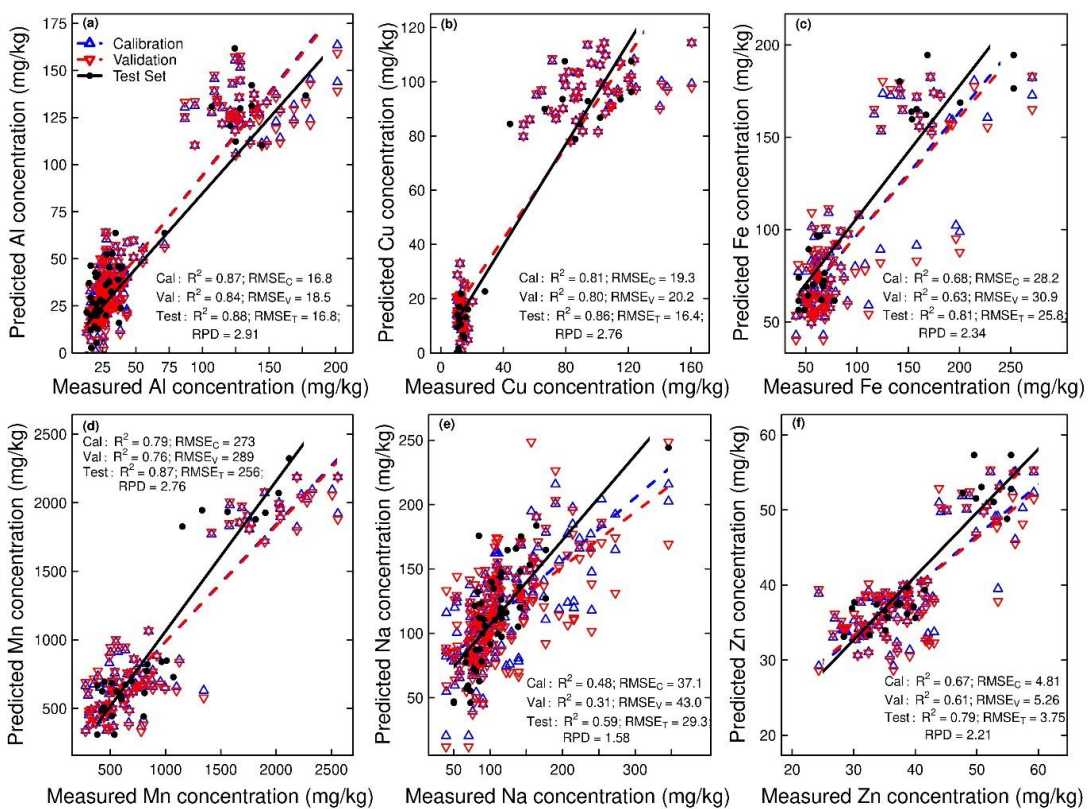 (a)
Calibration
Validation
Test Set
175
150
125
100
75
50
25
0
Predicted Al concentration (mg/kg)
Cal: R² = 0.87; RMSE_C = 16.8
Val: R² = 0.84; RMSE_V = 18.5
Test: R² = 0.88; RMSE_T = 16.8;
RPD = 2.91
25 50 75 100 125 150 175 200
Measured Al concentration (mg/kg)
(b)
120
100
80
60
40
20
0
Predicted Cu concentration (mg/kg)
Cal: R² = 0.81; RMSE_C = 19.3
Val: R² = 0.80; RMSE_V = 20.2
Test: R² = 0.86; RMSE_T = 16.4;
RPD = 2.76
0 20 40 60 80 100 120 140 160
Measured Cu concentration (mg/kg)
(c)
200
150
100
50
Predicted Fe concentration (mg/kg)
Cal: R² = 0.68; RMSE_C = 28.2
Val: R² = 0.63; RMSE_V = 30.9
Test: R² = 0.81; RMSE_T = 25.8;
RPD = 2.34
50 100 150 200 250
Measured Fe concentration (mg/kg)
(d)
Cal: R² = 0.79; RMSE_C = 273
Val: R² = 0.76; RMSE_V = 289
Test: R² = 0.87; RMSE_T = 256;
RPD = 2.76
2500
2000
1500
1000
500
Predicted Mn concentration (mg/kg)
500 1000 1500 2000 2500
Measured Mn concentration (mg/kg)
(e)
250
200
150
100
50
Predicted Na concentration (mg/kg)
Cal: R² = 0.48; RMSE_C = 37.1
Val: R² = 0.31; RMSE_V = 43.0
Test: R² = 0.59; RMSE_T = 29.3;
RPD = 1.58
50 100 200 300
Measured Na concentration (mg/kg)
(f)
60
50
40
30
20
Predicted Zn concentration (mg/kg)
Cal: R² = 0.67; RMSE_C = 4.81
Val: R² = 0.61; RMSE_V = 5.26
Test: R² = 0.79; RMSE_T = 3.75
RPD = 2.21
20 30 40 50 60
Measured Zn concentration (mg/kg)